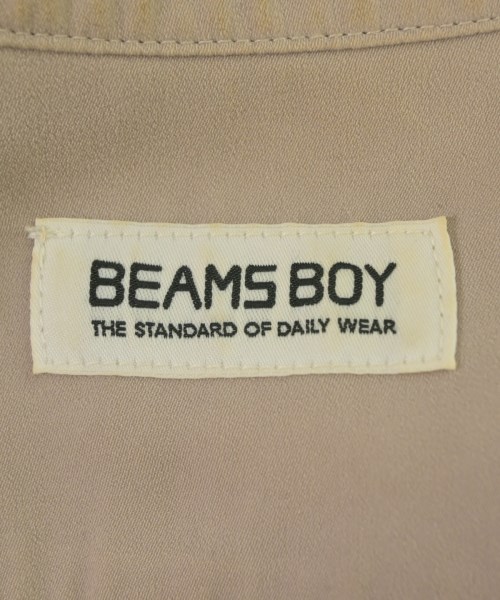 BEAMS BOY
THE STANDARD OF DAILY WEAR